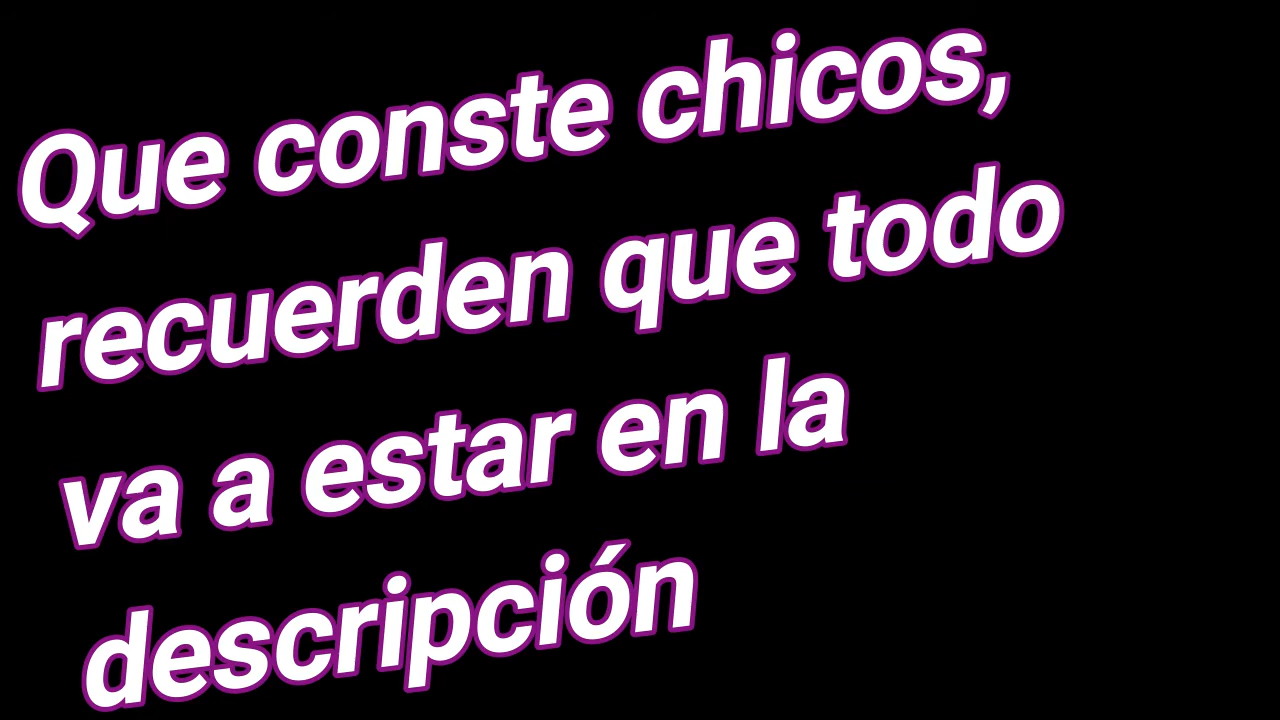 Que conste chicos,
recuerden que todo
va a estar en la
descripción